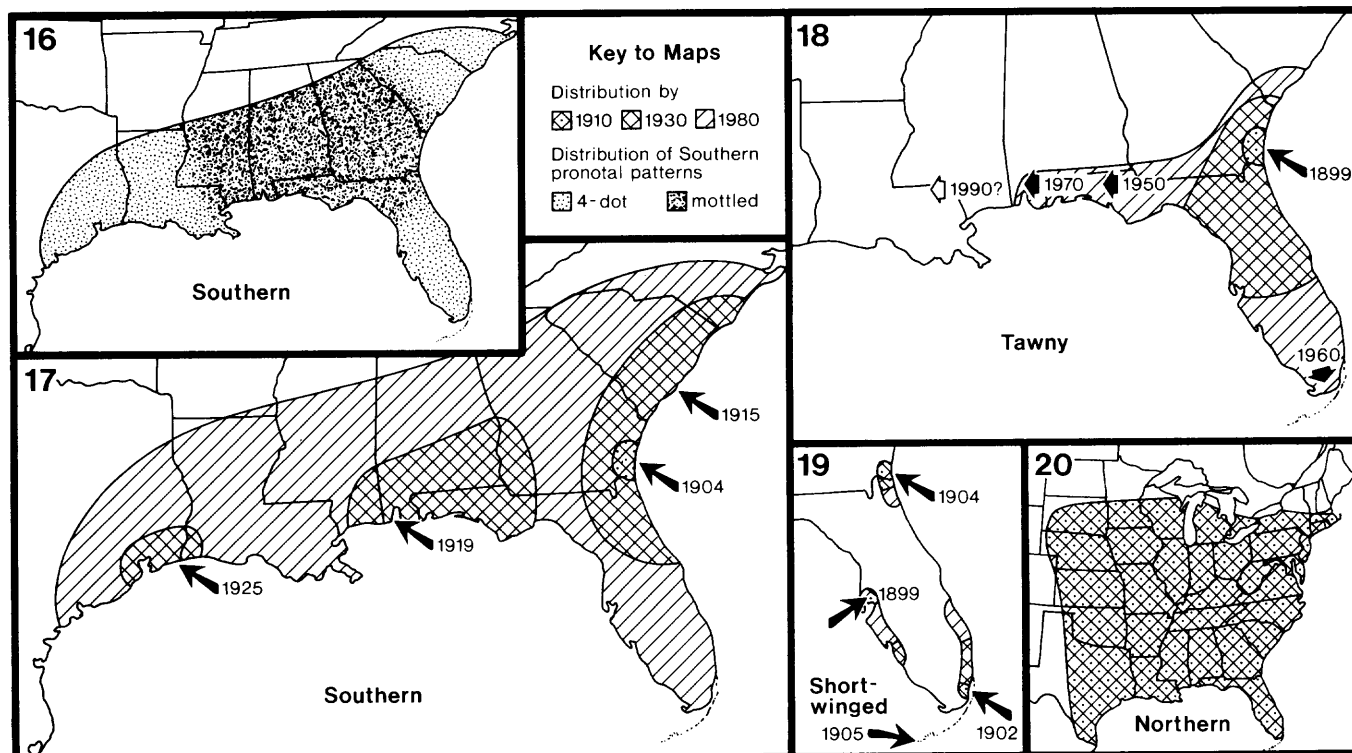 16
Southern
Key to Maps
Distribution by
1910 1930 1980
Distribution of Southern
pronotal patterns
4-dot mottled
18
1899
1990? 1970 1950
Tawny
1960
17
1915
1904
1919
1925
Southern
19
1904
1899
Short-
winged
1905
1902
20
Northern